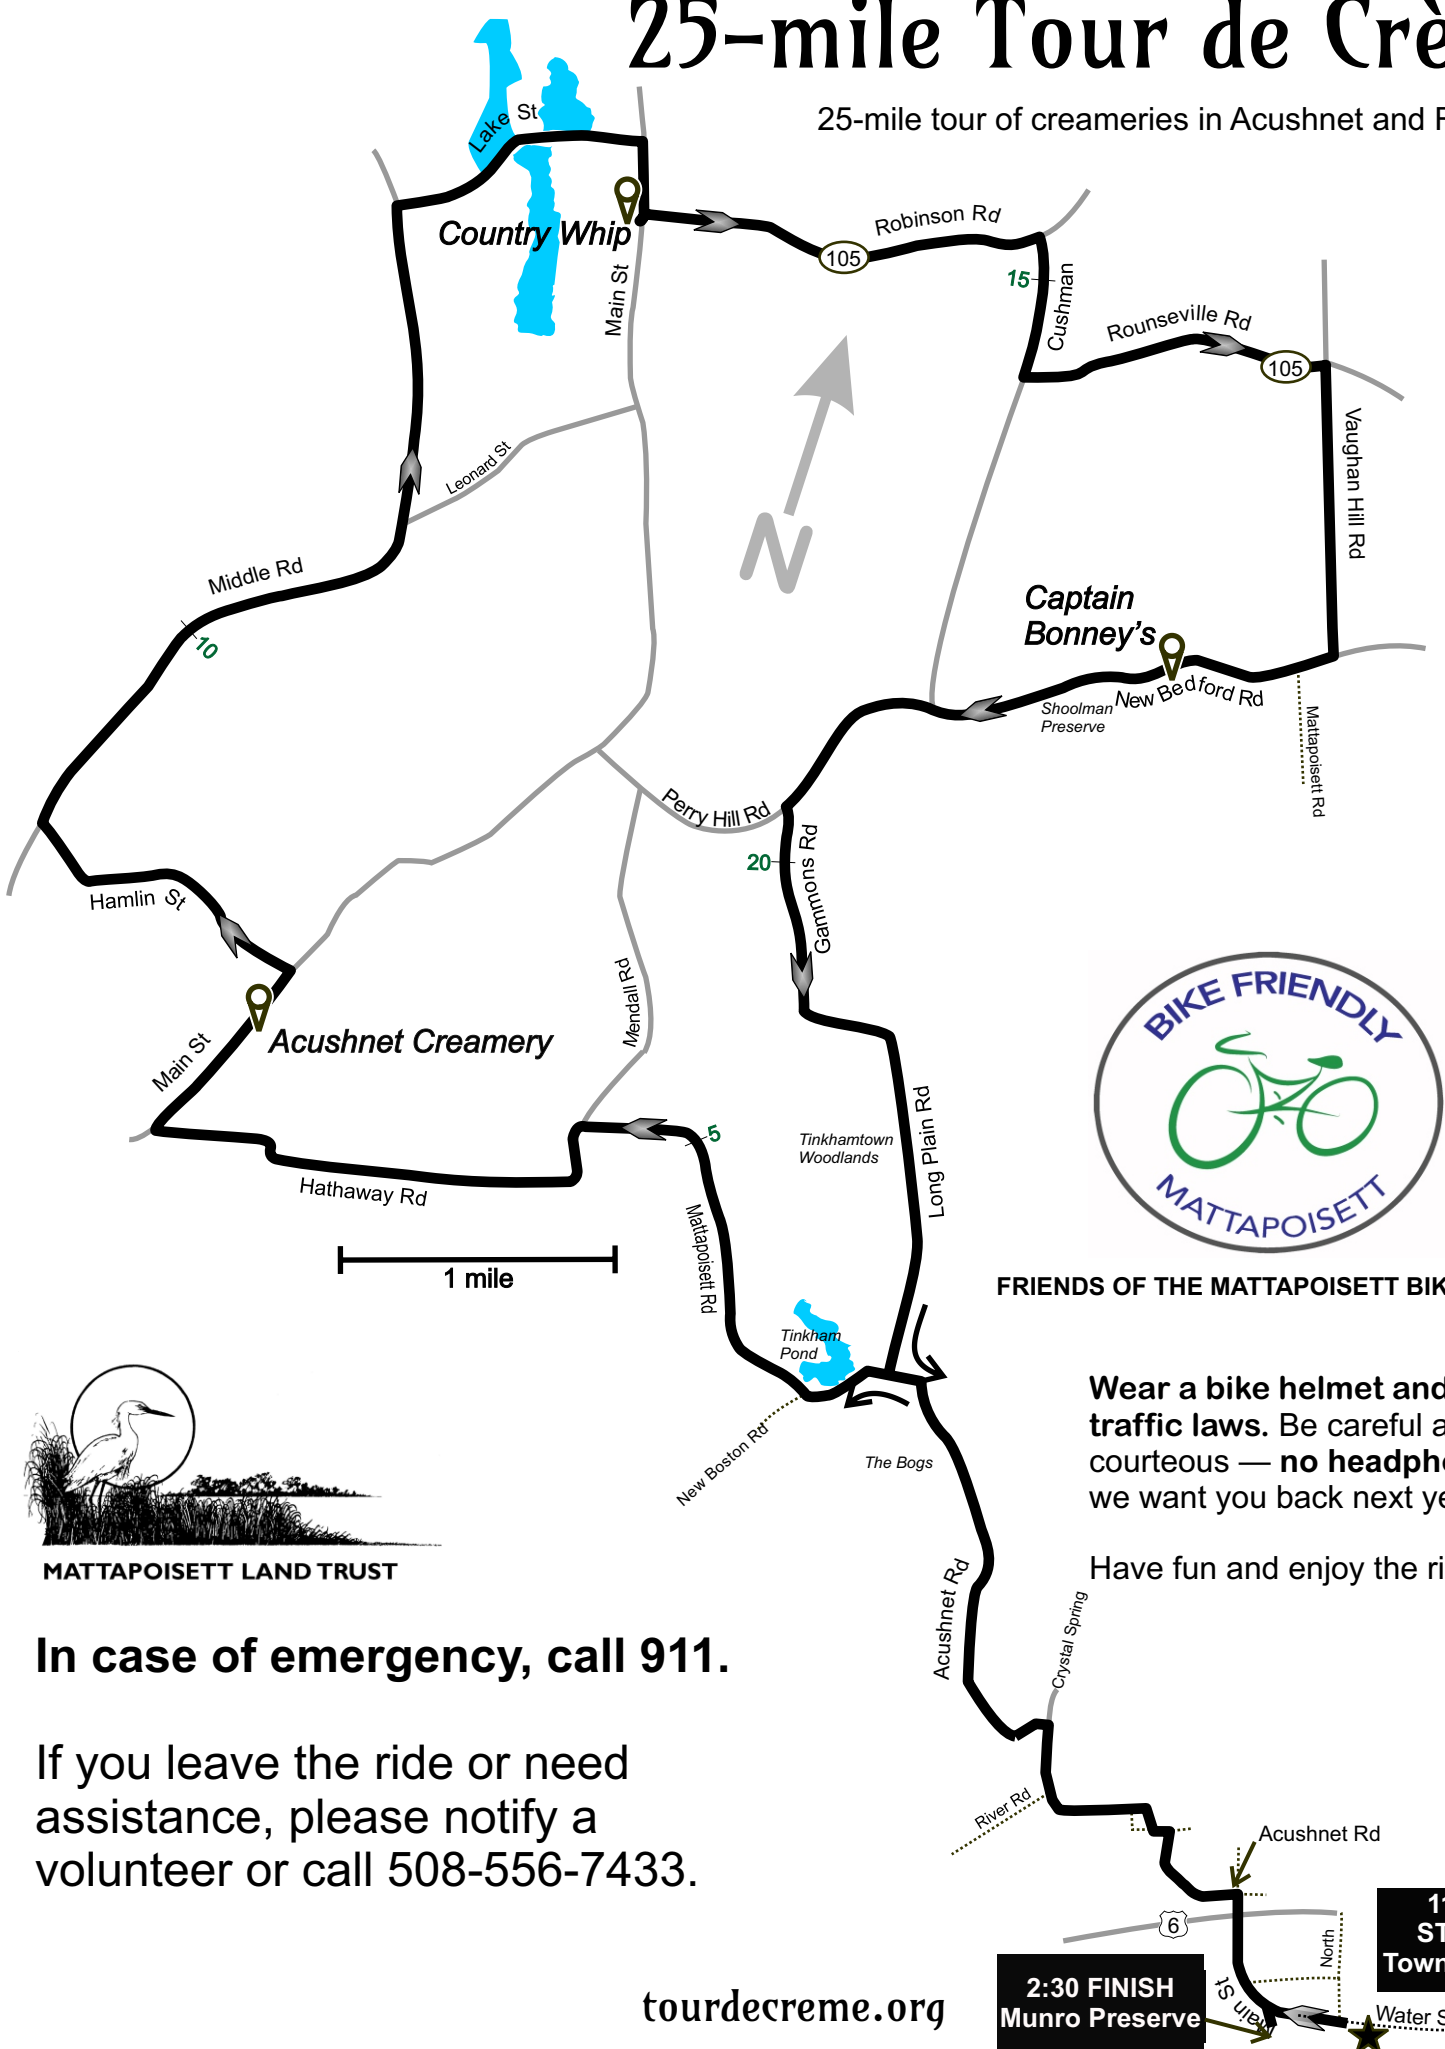 25-mile Tour de Crè
25-mile tour of creameries in Acushnet and
Lake St
Country Whip
Main St
Robinson Rd
105
15
Cushman
Rounseville Rd
105
Vaughan Hill Rd
Leonard St
Middle Rd
10
N
Captain
Bonney's
New Bedford Rd
Shoolman
Preserve
Mattapoisett Rd
Perry Hill Rd
20
Gammons Rd
Hamlin St
Mendall Rd
Acushnet Creamery
Main St
5
Hathaway Rd
Mattapoisett Rd
Tinkhamtown
Woodlands
Long Plain Rd
1 mile
BIKE FRIENDLY
MATTAPOISETT
FRIENDS OF THE MATTAPOISETT BIK
Tinkham
Pond
New Boston Rd
The Bogs
Wear a bike helmet and
traffic laws. Be careful a
courteous — no headpho
we want you back next ye
Have fun and enjoy the ri
MATTAPOISETT LAND TRUST
Acushnet Rd
Crystal Spring
In case of emergency, call 911.
If you leave the ride or need
assistance, please notify a
volunteer or call 508-556-7433.
River Rd
Acushnet Rd
6
North
11
ST
Town
2:30 FINISH
Munro Preserve
Main St
Water S
tourdecreme.org